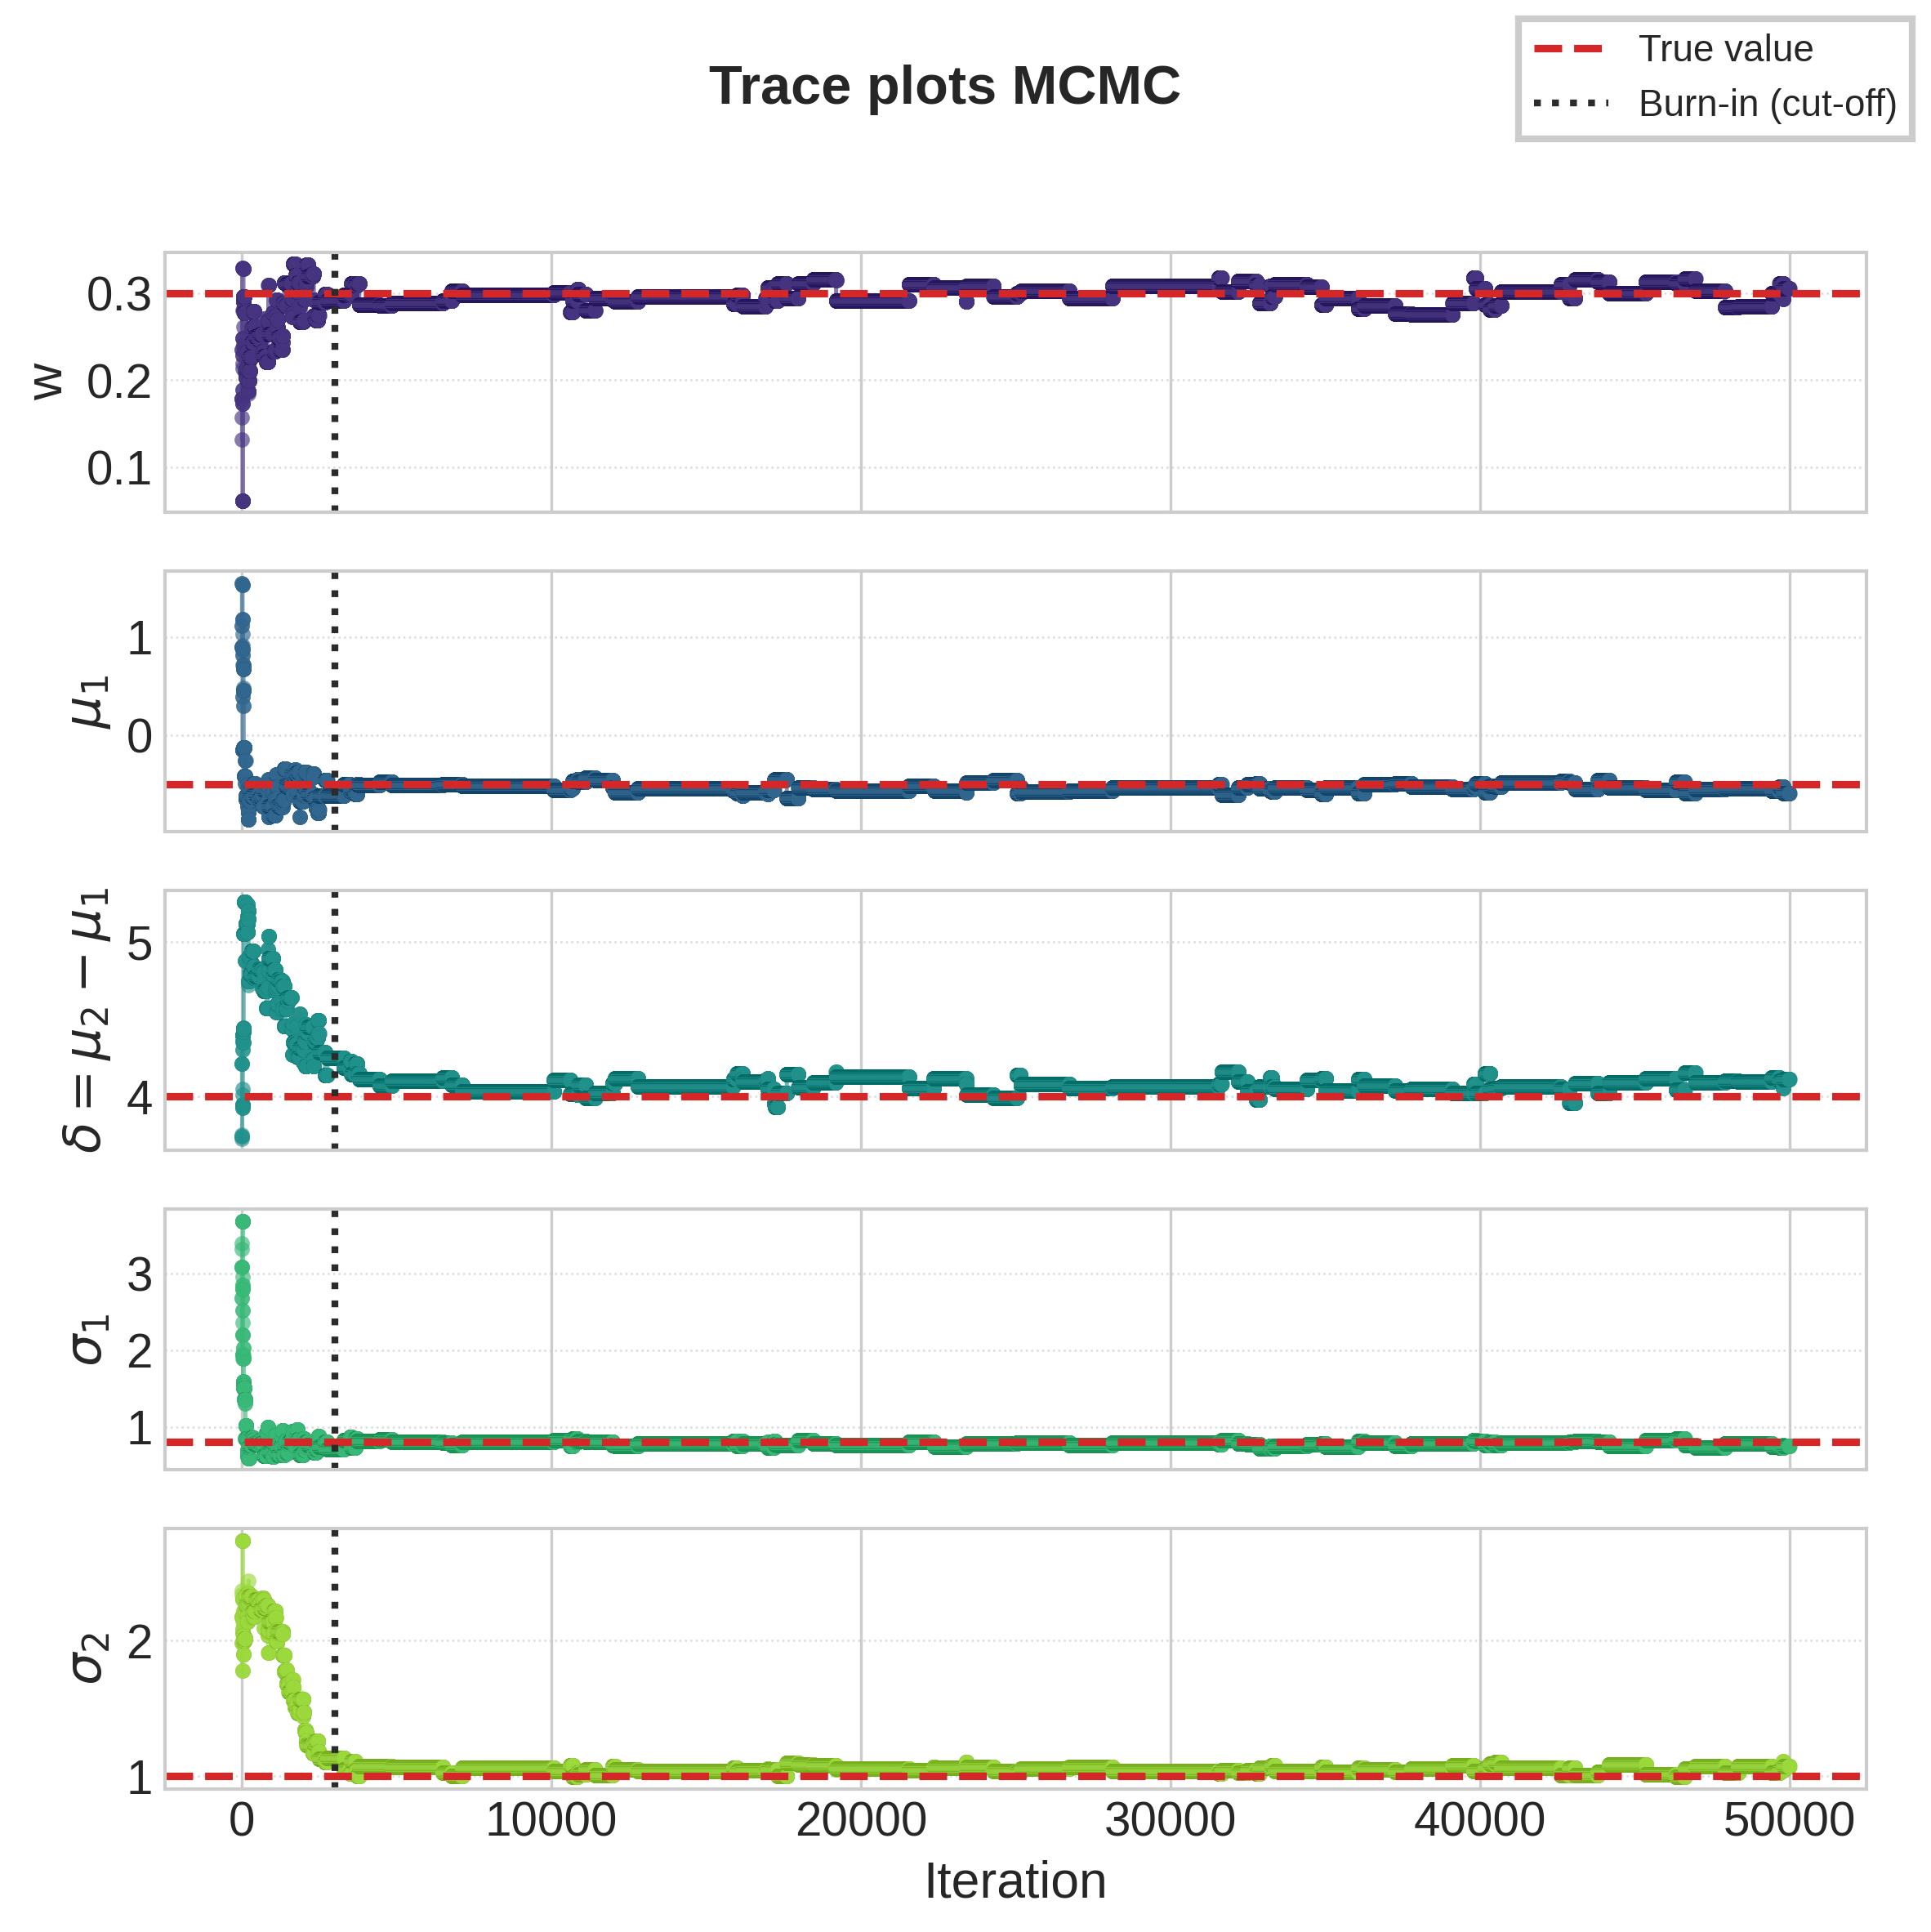 Trace plots MCMC
True value
Burn-in (cut-off)
w
0.3
0.2
0.1
μ₁
1
0
δ = μ₂ − μ₁
5
4
σ₁
3
2
1
σ₂
2
1
0 10000 20000 30000 40000 50000
Iteration